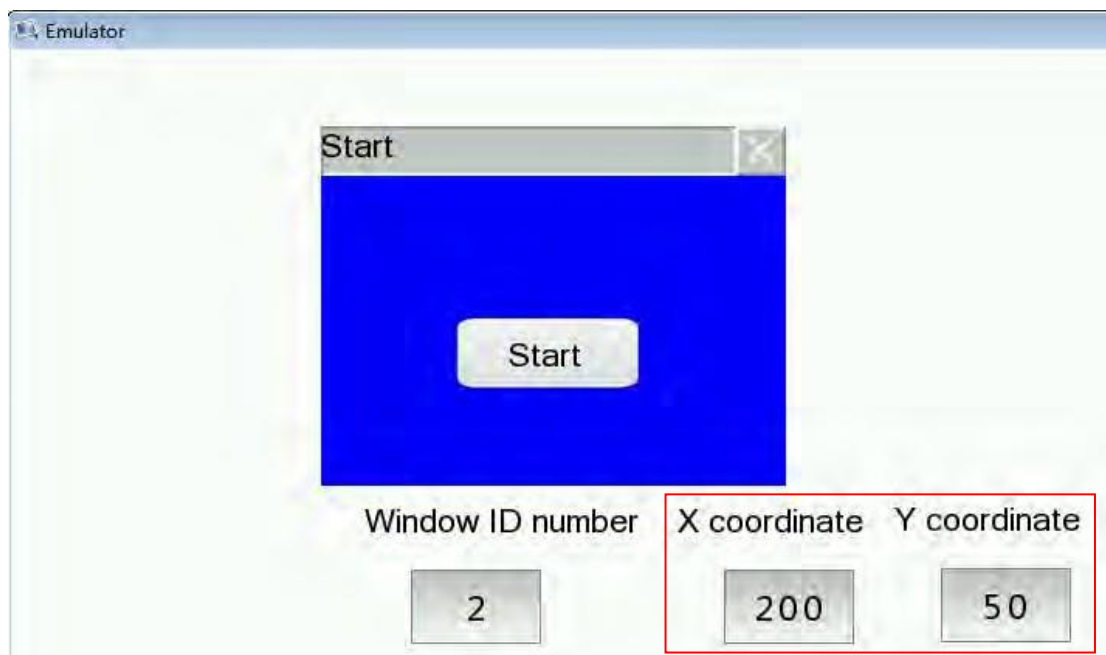 Emulator
Start
Start
Window ID number
X coordinate
Y coordinate
2
200
50